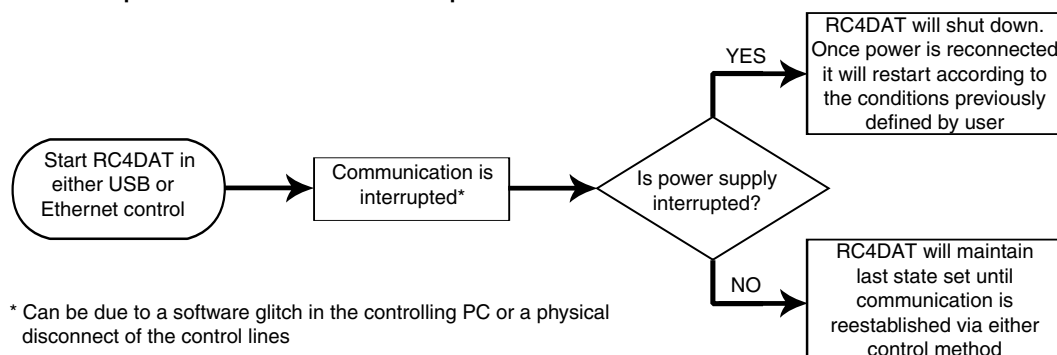 Start RC4DAT in
either USB or
Ethernet control
Communication is
interrupted*
Is power supply
interrupted?
YES
RC4DAT will shut down.
Once power is reconnected
it will restart according to
the conditions previously
defined by user
NO
RC4DAT will maintain
last state set until
communication is
reestablished via either
control method
* Can be due to a software glitch in the controlling PC or a physical
disconnect of the control lines